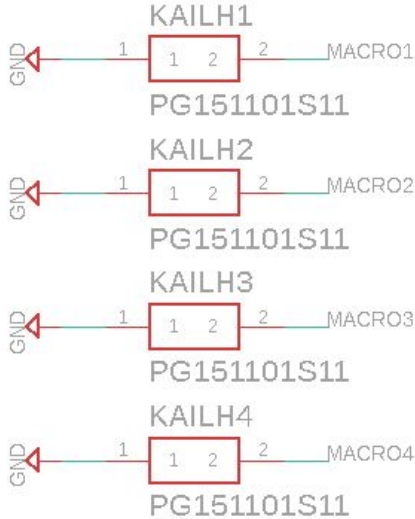 KAILH1
GND 1 1 2 2 MACRO1
PG151101S11
KAILH2
GND 1 1 2 2 MACRO2
PG151101S11
KAILH3
GND 1 1 2 2 MACRO3
PG151101S11
KAILH4
GND 1 1 2 2 MACRO4
PG151101S11